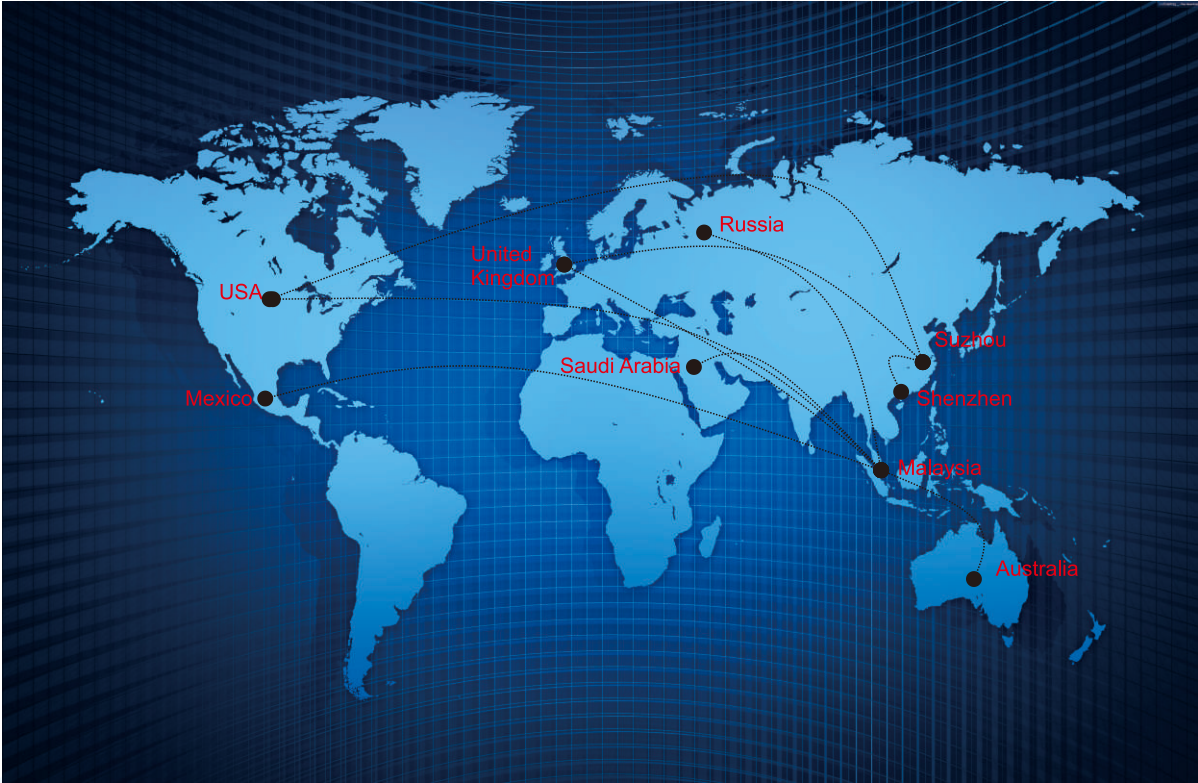 Russia
United
Kingdom
USA
Suzhou
Saudi Arabia
Mexico
Shenzhen
Malaysia
Australia